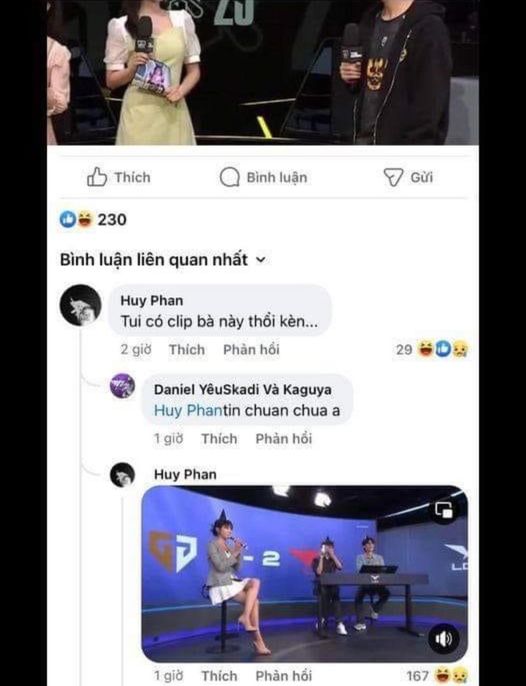 25
Thích
Bình luận
Gửi
230
Bình luận liên quan nhất
Huy Phan
Tui có clip bà này thổi kèn...
2 giờ Thích Phản hồi 29
Daniel YêuSkadi Và Kaguya
Huy Phantin chuan chua a
1 giờ Thích Phản hồi
Huy Phan
- 2
1 giờ Thích Phản hồi 167